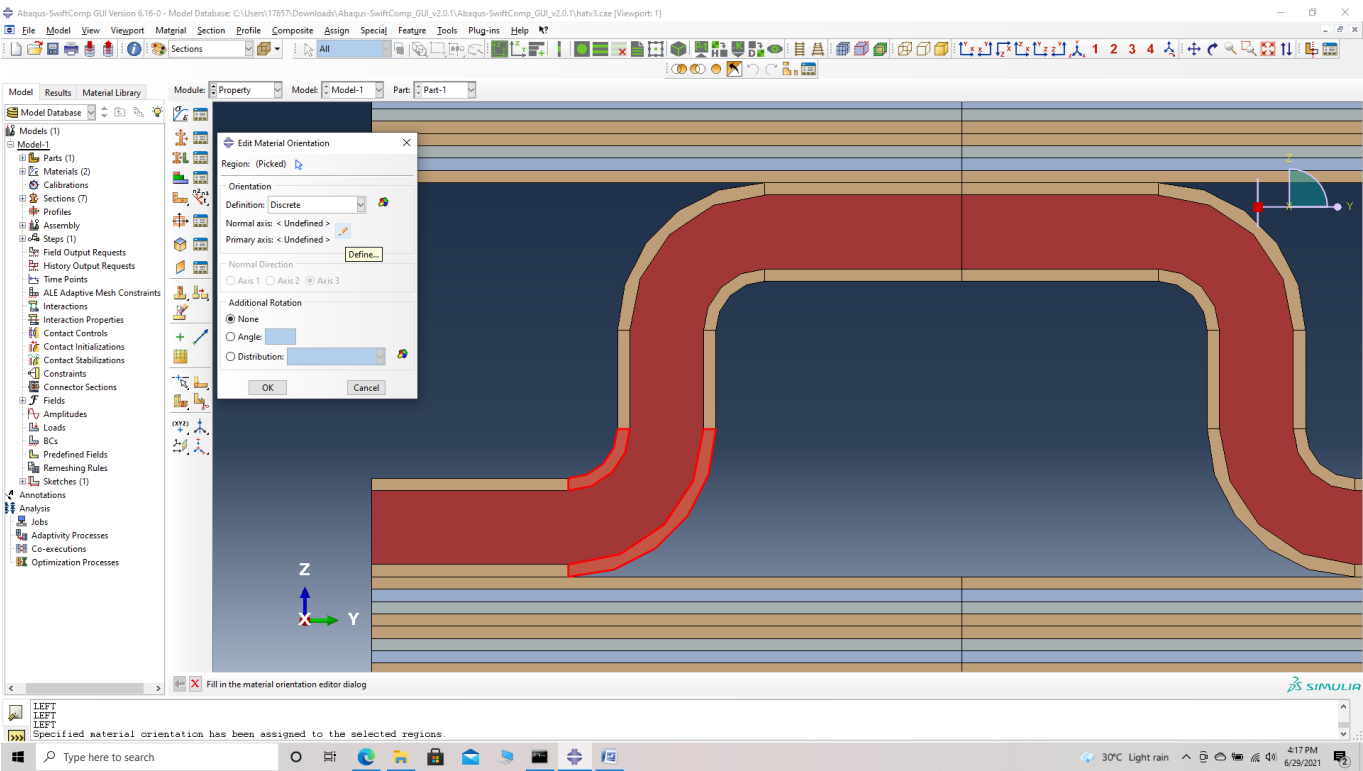 Abaqus-SwiftComp GUI Version 6.16-0 - Model Database: C:\Users\17657\Downloads\Abaqus-SwiftComp_GUI_v2.0.1\Abaqus-SwiftComp_GUI_v2.0.1\hatv3.cae [Viewport: 1]
File Model View Viewport Material Section Profile Composite Assign Special Feature Tools Plug-ins Help
Sections All 1 2 3 4
Model Results Material Library Module: Property Model: Model-1 Part: Part-1
Model Database
Models (1)
Model-1
Parts (1)
Materials (2)
Calibrations
Sections (7)
Profiles
Assembly
Steps (1)
Field Output Requests
History Output Requests
Time Points
ALE Adaptive Mesh Constraints
Interactions
Interaction Properties
Contact Controls
Contact Initializations
Contact Stabilizations
Constraints
Connector Sections
Fields
Amplitudes
Loads
BCs
Predefined Fields
Remeshing Rules
Sketches (1)
Annotations
Analysis
Jobs
Adaptivity Processes
Co-executions
Optimization Processes
(XYZ)
Edit Material Orientation
Region: (Picked)
Orientation
Definition: Discrete
Normal axis: < Undefined >
Primary axis: < Undefined >
Define...
Normal Direction
Axis 1 Axis 2 Axis 3
Additional Rotation
None
Angle:
Distribution:
OK Cancel
Z
X Y
Z
X Y
Fill in the material orientation editor dialog
SIMULIA
LEFT
LEFT
LEFT
Specified material orientation has been assigned to the selected regions.
Type here to search
30°C Light rain
4:17 PM
6/29/2021
2